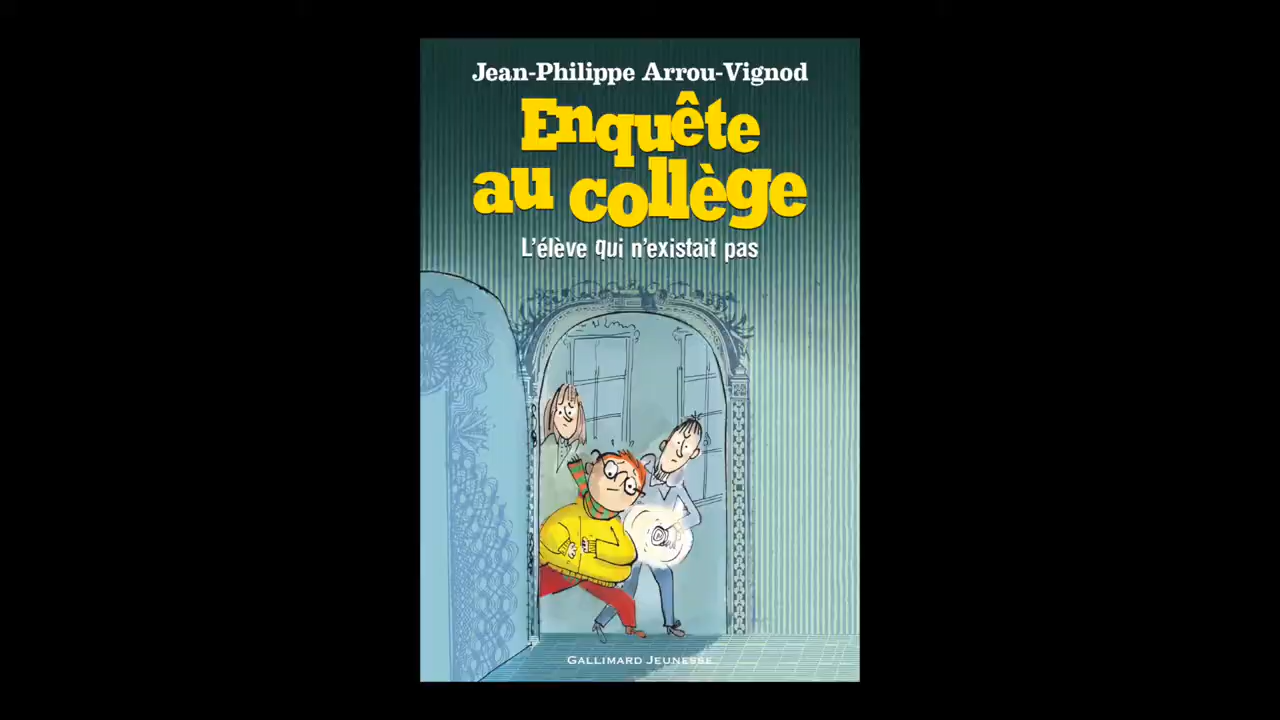 Jean-Philippe Arrou-Vignod
Enquête
au collège
L'élève qui n'existait pas
GALLIMARD JEUNESSE